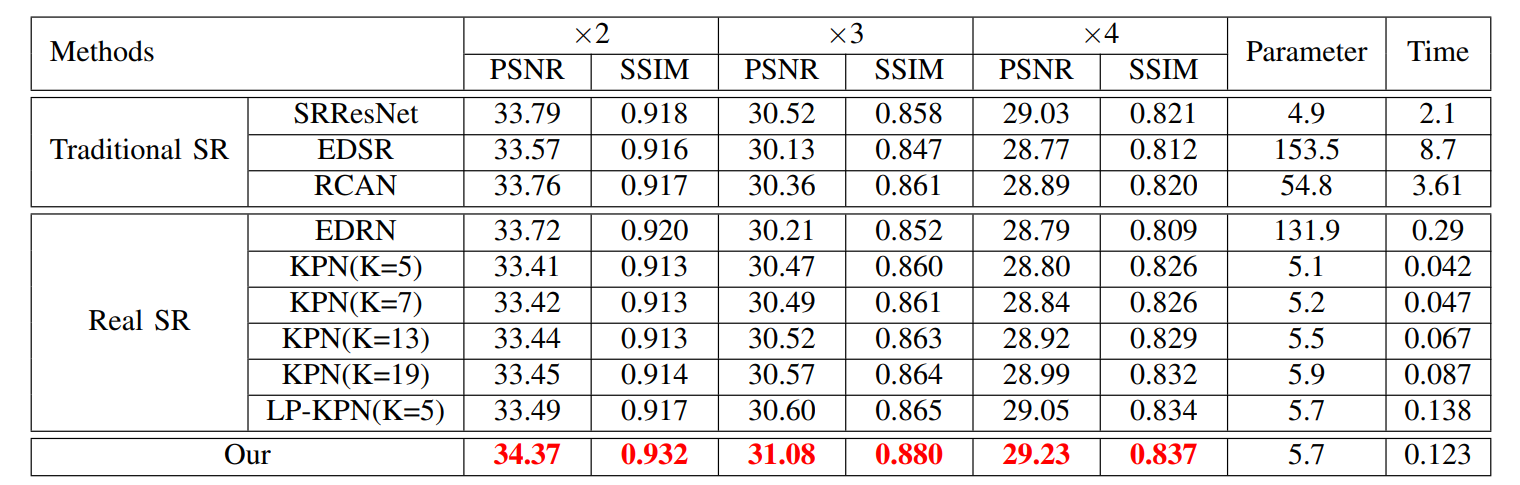 Methods ×2 ×3 ×4 Parameter Time
PSNR SSIM PSNR SSIM PSNR SSIM
Traditional SR SRResNet 33.79 0.918 30.52 0.858 29.03 0.821 4.9 2.1
EDSR 33.57 0.916 30.13 0.847 28.77 0.812 153.5 8.7
RCAN 33.76 0.917 30.36 0.861 28.89 0.820 54.8 3.61
Real SR EDRN 33.72 0.920 30.21 0.852 28.79 0.809 131.9 0.29
KPN(K=5) 33.41 0.913 30.47 0.860 28.80 0.826 5.1 0.042
KPN(K=7) 33.42 0.913 30.49 0.861 28.84 0.826 5.2 0.047
KPN(K=13) 33.44 0.913 30.52 0.863 28.92 0.829 5.5 0.067
KPN(K=19) 33.45 0.914 30.57 0.864 28.99 0.832 5.9 0.087
LP-KPN(K=5) 33.49 0.917 30.60 0.865 29.05 0.834 5.7 0.138
Our 34.37 0.932 31.08 0.880 29.23 0.837 5.7 0.123